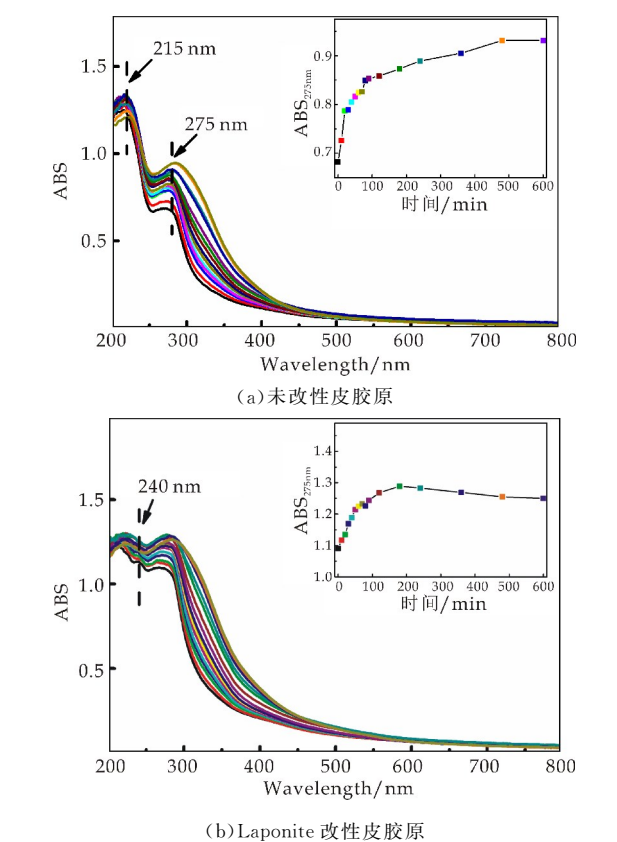 215 nm
275 nm
1.5
1.0
0.5
ABS
200 300 400 500 600 700 800
Wavelength/nm
0.9
0.8
0.7
ABS275nm
0 100 200 300 400 500 600
时间/min
(a)未改性皮胶原
240 nm
1.5
1.0
0.5
ABS
200 300 400 500 600 700 800
Wavelength/nm
1.4
1.3
1.2
1.1
1.0
ABS275nm
0 100 200 300 400 500 600
时间/min
(b)Laponite 改性皮胶原